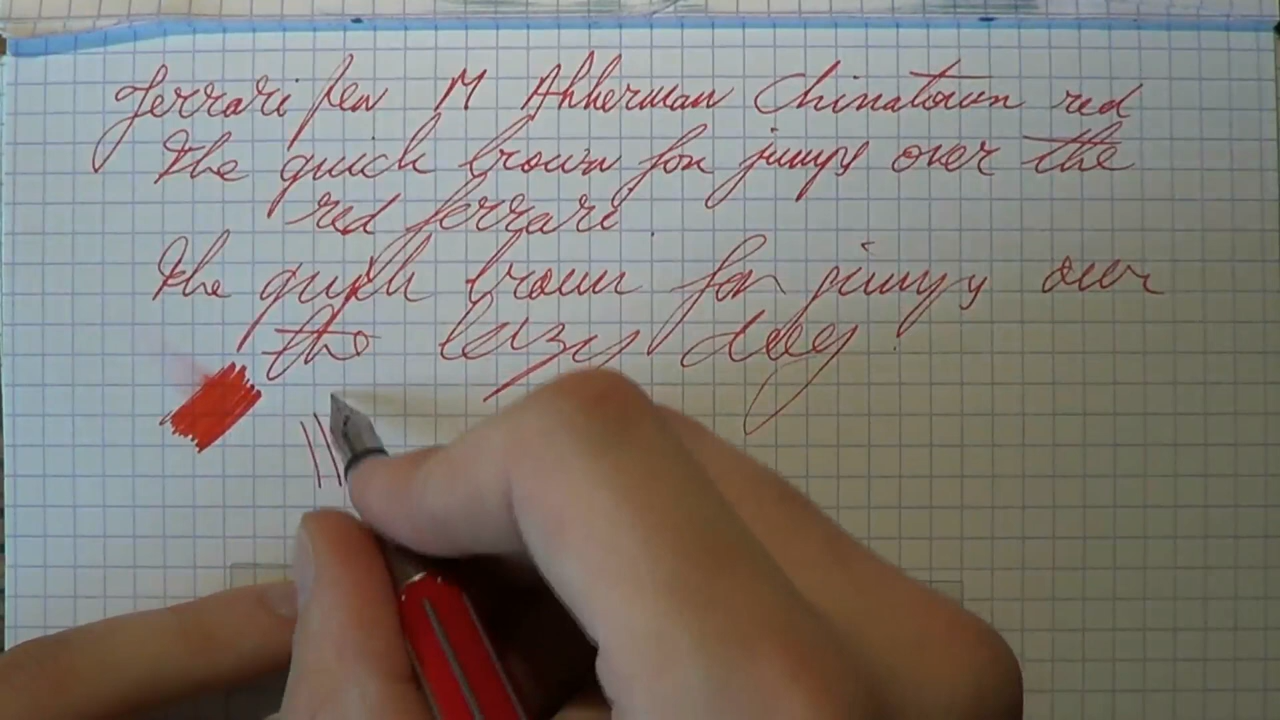 Ferrari Pen M Akkerman Chinatown red
The quick brown fox jumps over the
red ferrari
The quick brown fox jumps over
the lazy dog